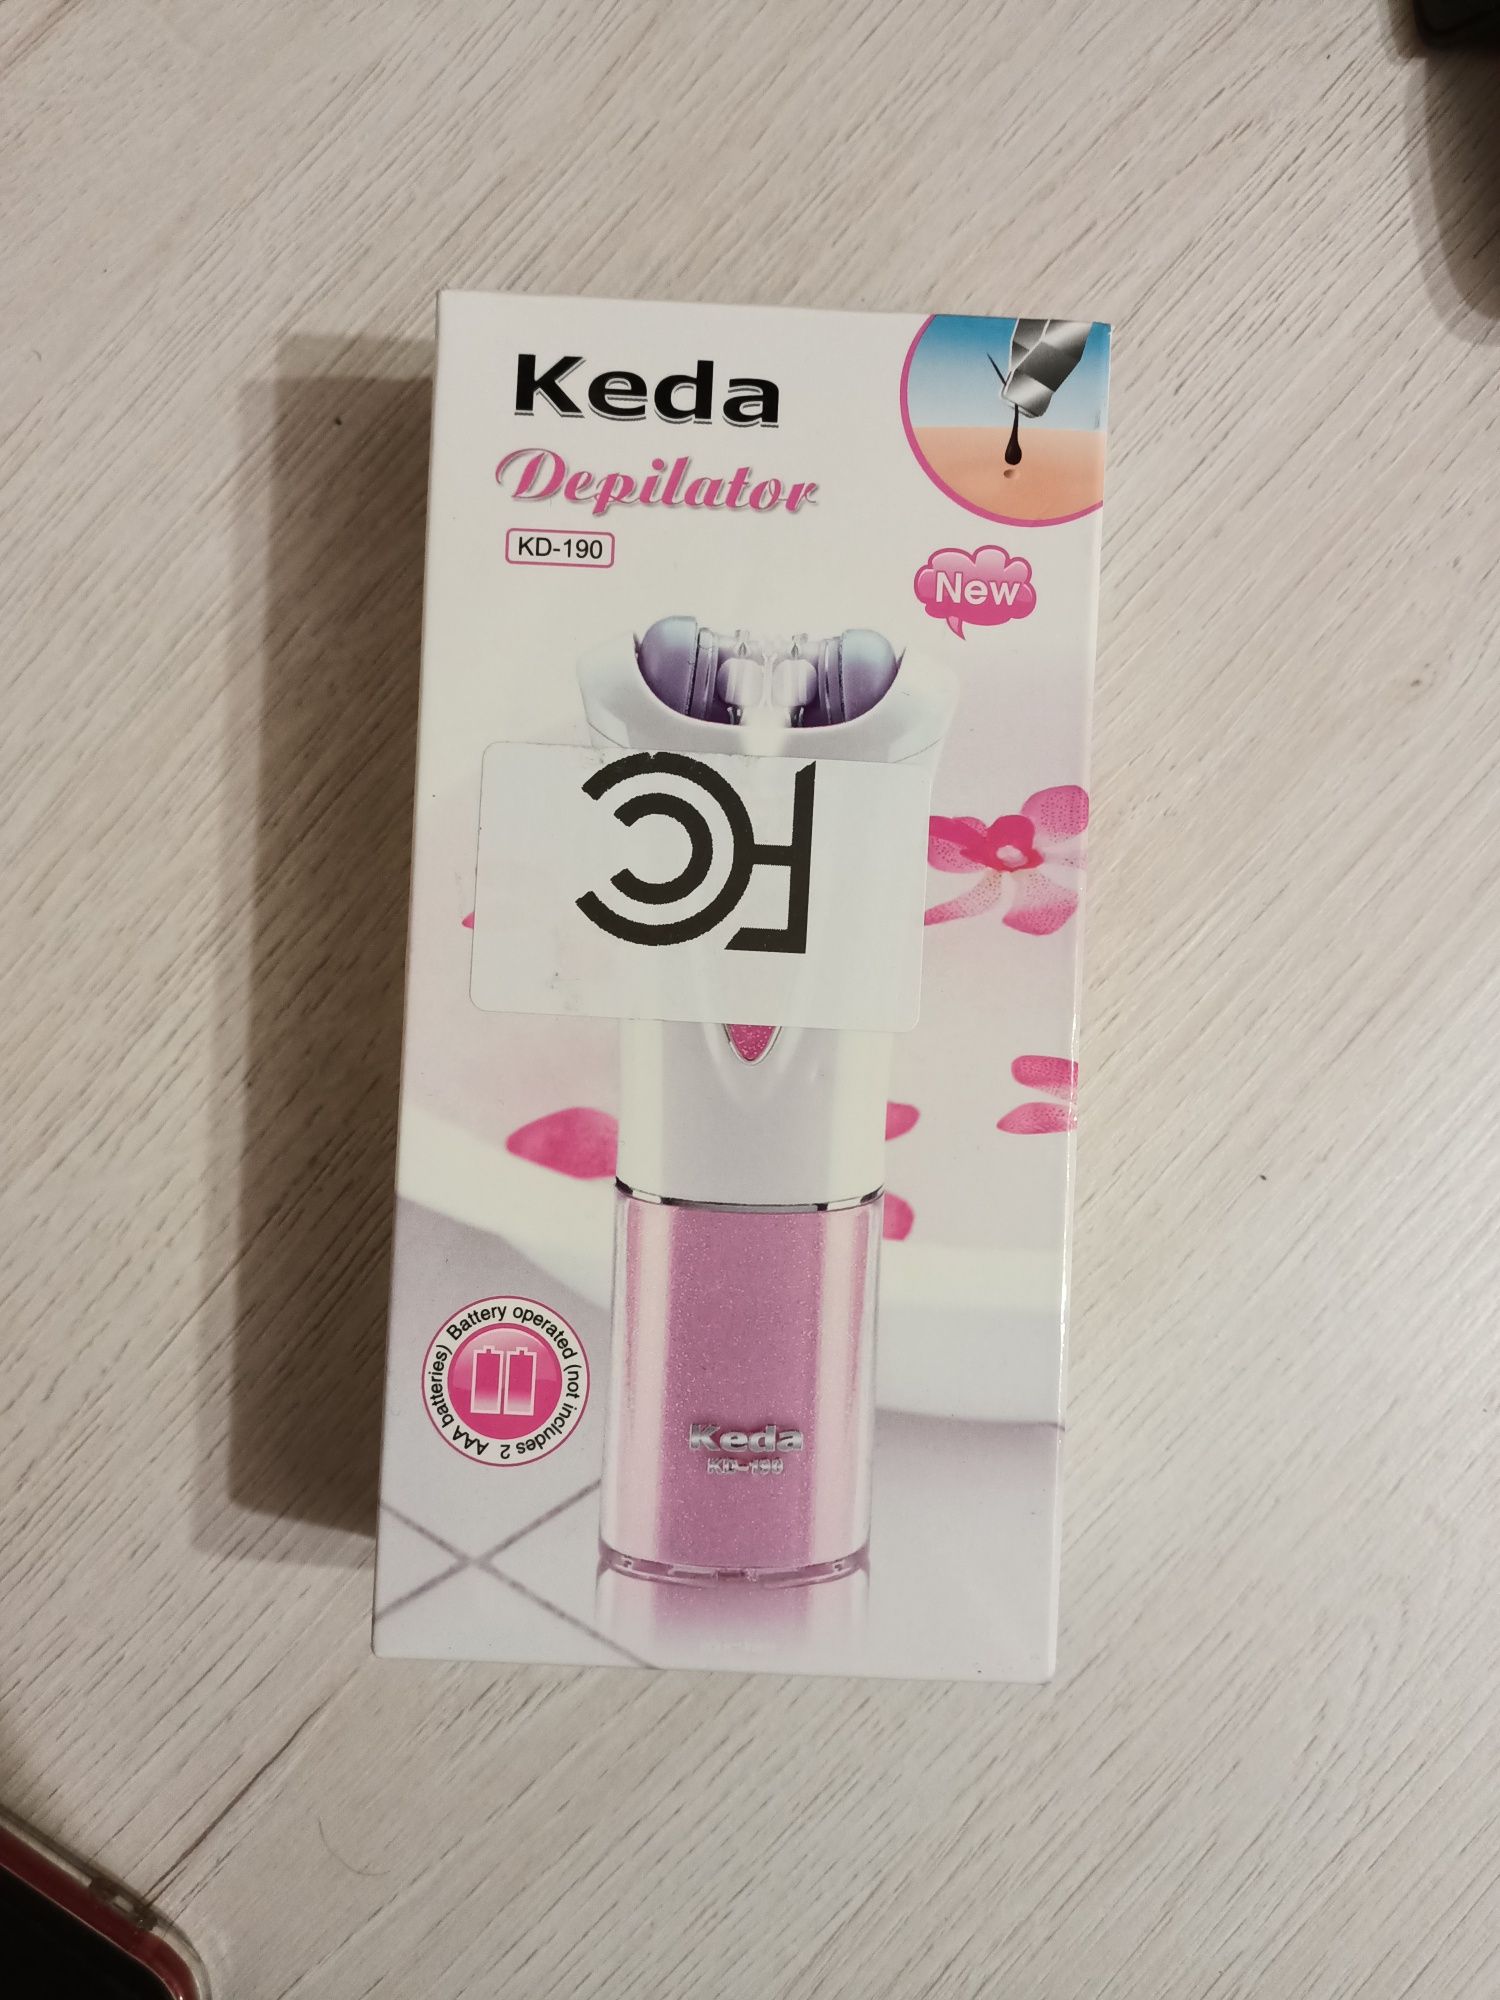 Keda
Depilator
KD-190
New
Battery operated (not includes 2 AAA batteries)
Keda
KD-190